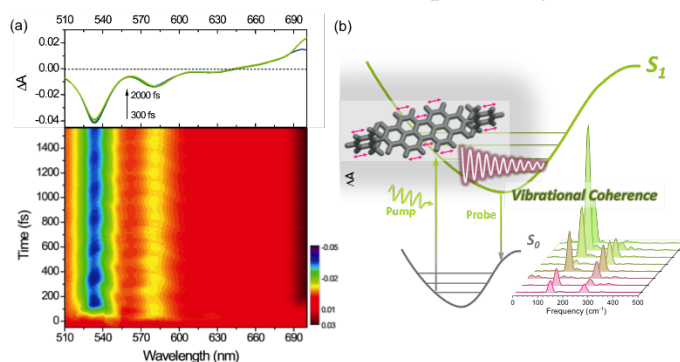 (a)
510 540 570 600 630 660 690
0.02
0.00
-0.02
-0.04
ΔA
2000 fs
300 fs
1400
1200
1000
800
600
400
200
0
Time (fs)
-0.05
-0.02
0.01
0.03
510 540 570 600 630 660 690
Wavelength (nm)
(b)
S1
ΔA
Pump
Probe
Vibrational Coherence
S0
0 100 200 300 400 500
Frequency (cm-1)